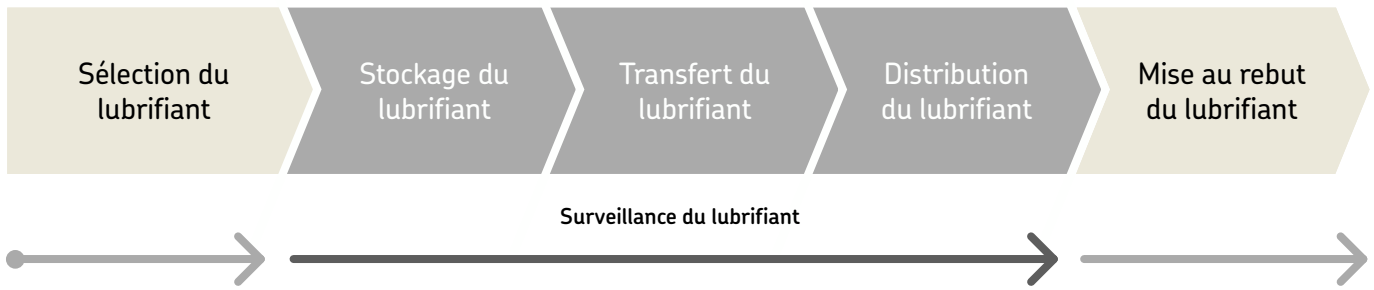 Sélection du
lubrifiant
Stockage du
lubrifiant
Transfert du
lubrifiant
Distribution
du lubrifiant
Mise au rebut
du lubrifiant
Surveillance du lubrifiant